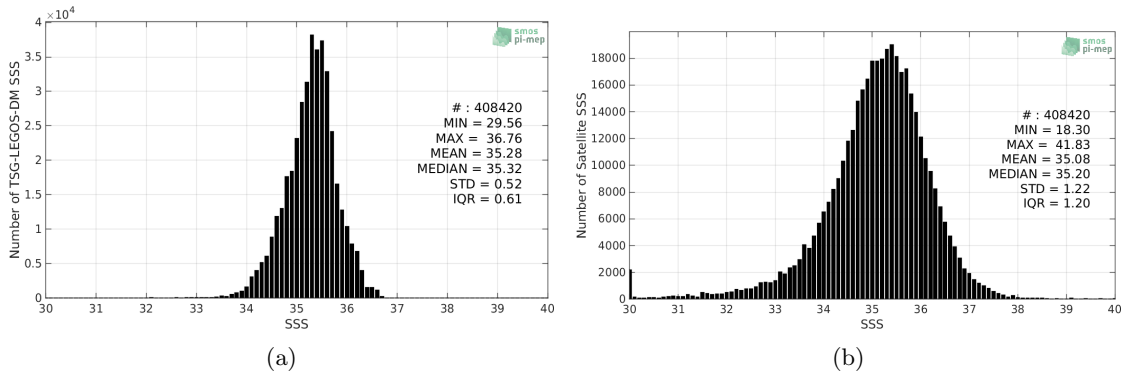 4 ×10⁴
3.5
3
2.5
2
1.5
1
0.5
0
Number of TSG-LEGOS-DM SSS
30 31 32 33 34 35 36 37 38 39 40
SSS
smos
pi-mep
# : 408420
MIN = 29.56
MAX = 36.76
MEAN = 35.28
MEDIAN = 35.32
STD = 0.52
IQR = 0.61
(a)
18000
16000
14000
12000
10000
8000
6000
4000
2000
0
Number of Satellite SSS
30 31 32 33 34 35 36 37 38 39 40
SSS
smos
pi-mep
# : 408420
MIN = 18.30
MAX = 41.83
MEAN = 35.08
MEDIAN = 35.20
STD = 1.22
IQR = 1.20
(b)